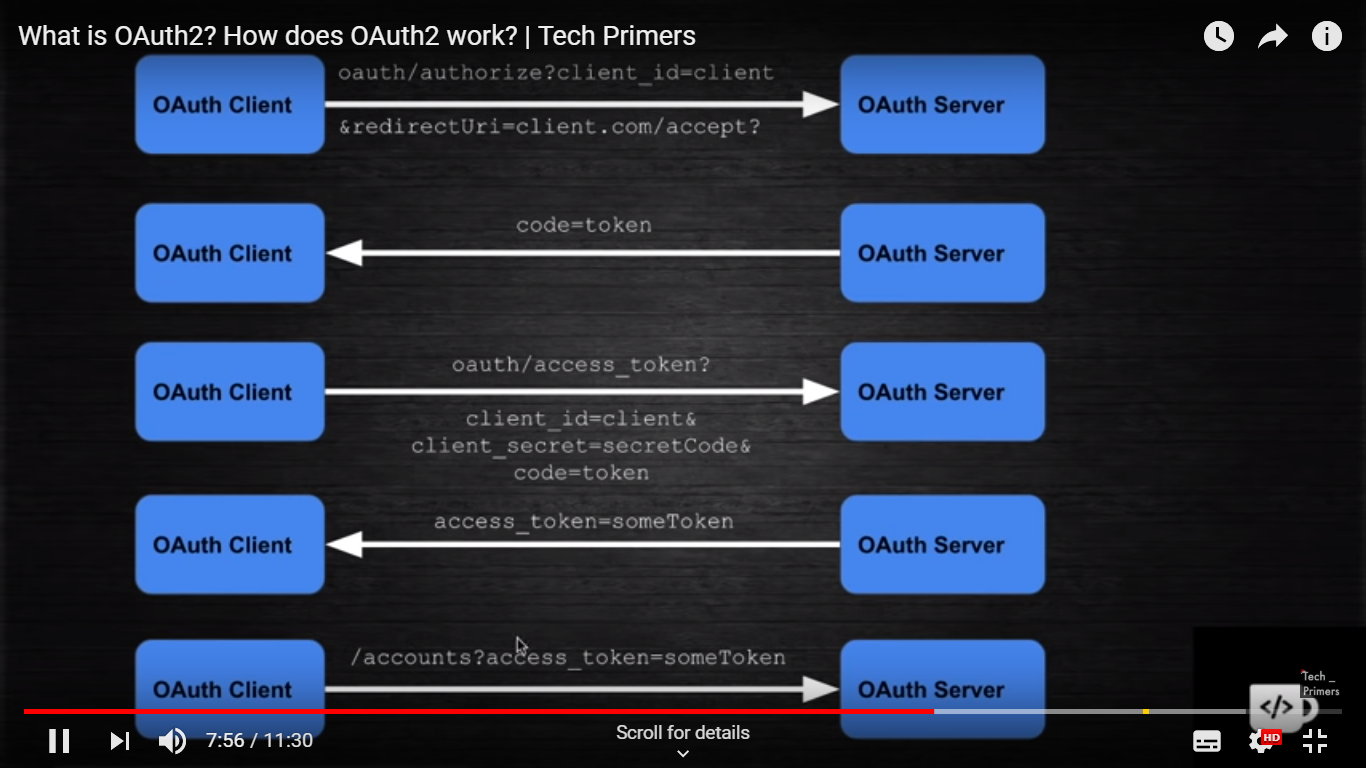 What is OAuth2? How does OAuth2 work? | Tech Primers
oauth/authorize?client_id=client
OAuth Client
OAuth Server
&redirectUri=client.com/accept?
code=token
OAuth Client
OAuth Server
oauth/access_token?
OAuth Client
OAuth Server
client_id=client&
client_secret=secretCode&
code=token
access_token=someToken
OAuth Client
OAuth Server
/accounts?access_token=someToken
OAuth Client
OAuth Server
Tech _
Primers
</>
7:56 / 11:30
Scroll for details
HD